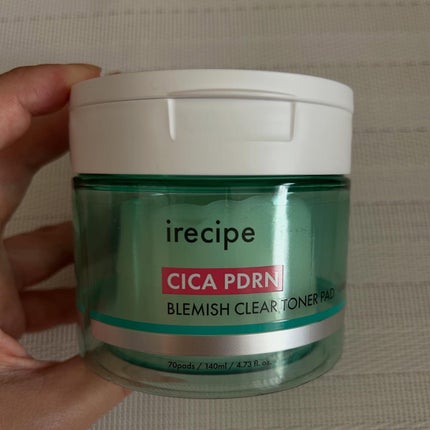 irecipe
CICA PDRN
BLEMISH CLEAR TONER PAD
70pads / 140ml / 4.73 fl. oz.